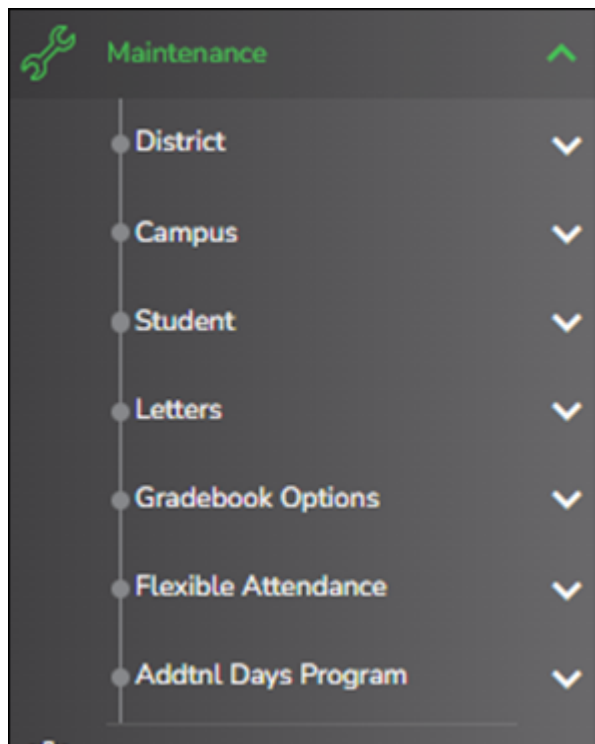 Maintenance
District
Campus
Student
Letters
Gradebook Options
Flexible Attendance
Addtnl Days Program